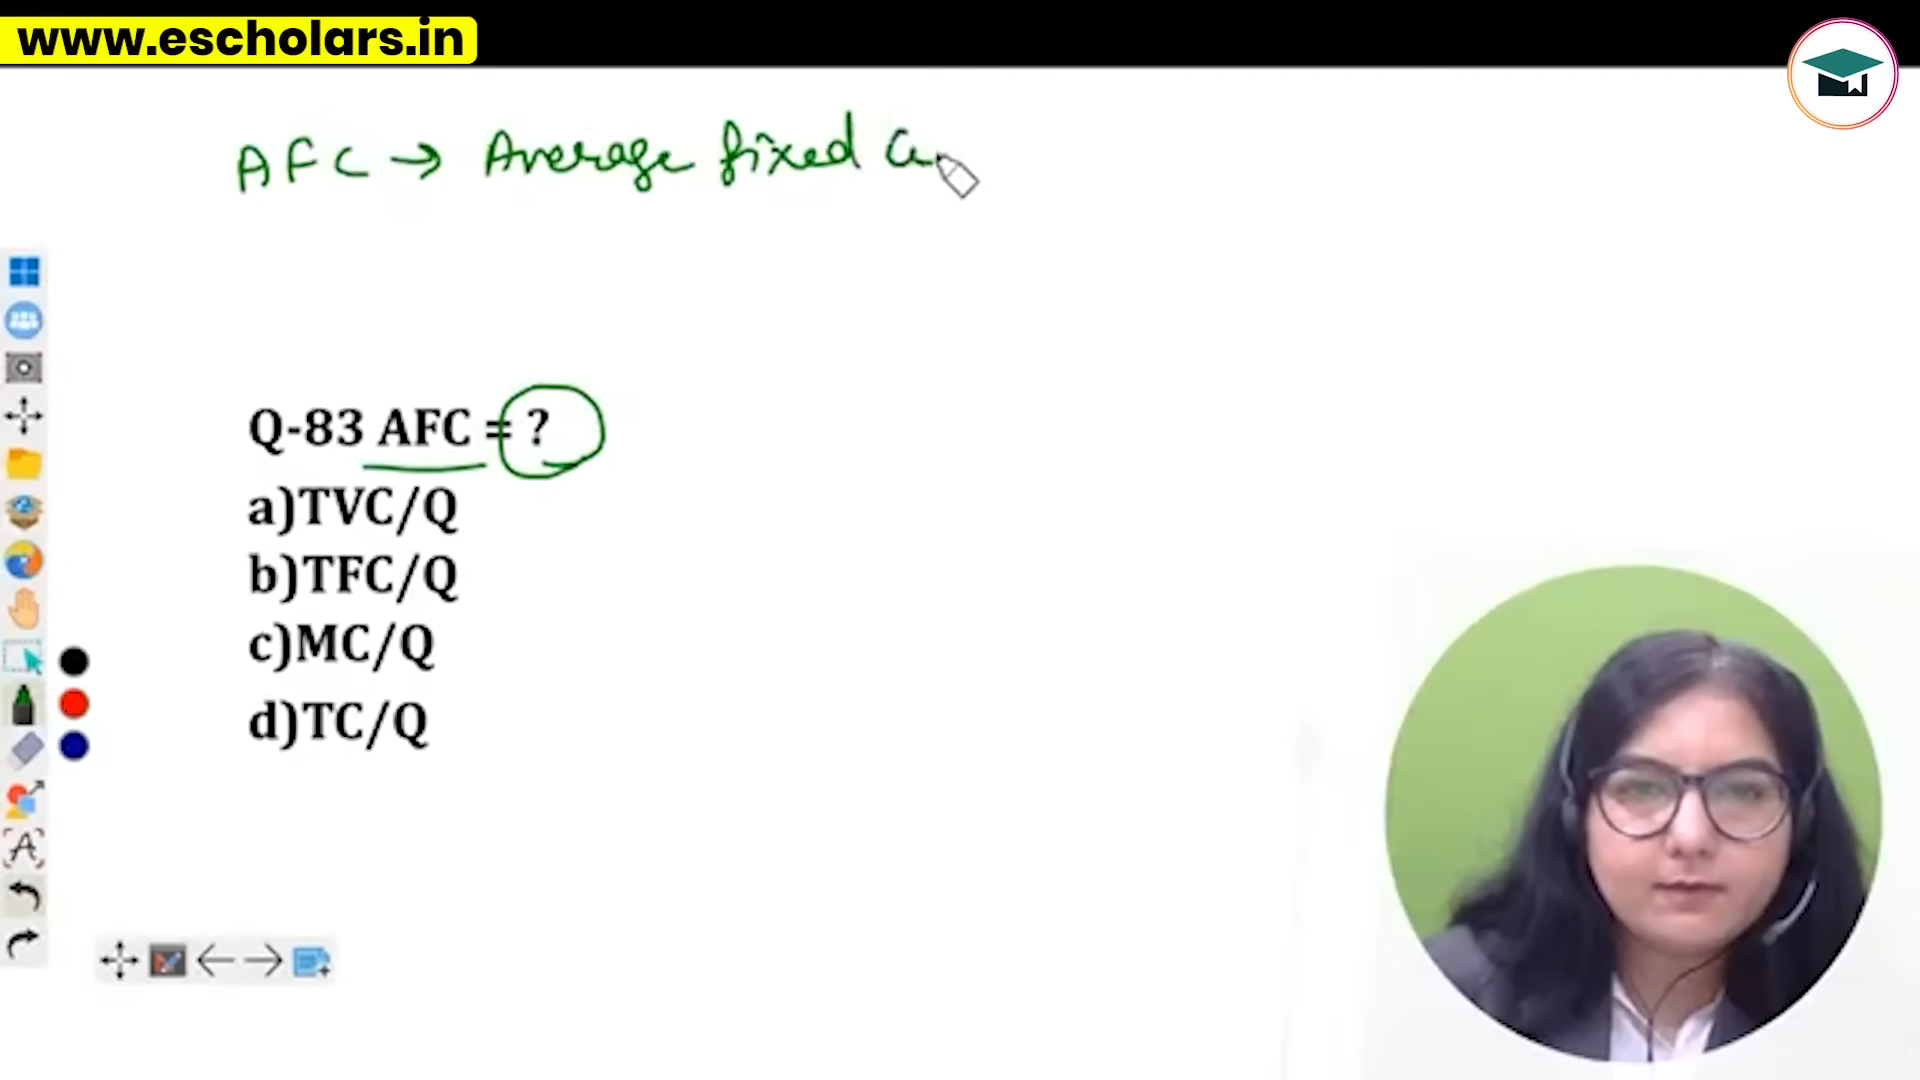 www.escholars.in
AFC → Average fixed
Q-83 AFC = ?
a)TVC/Q
b)TFC/Q
c)MC/Q
d)TC/Q